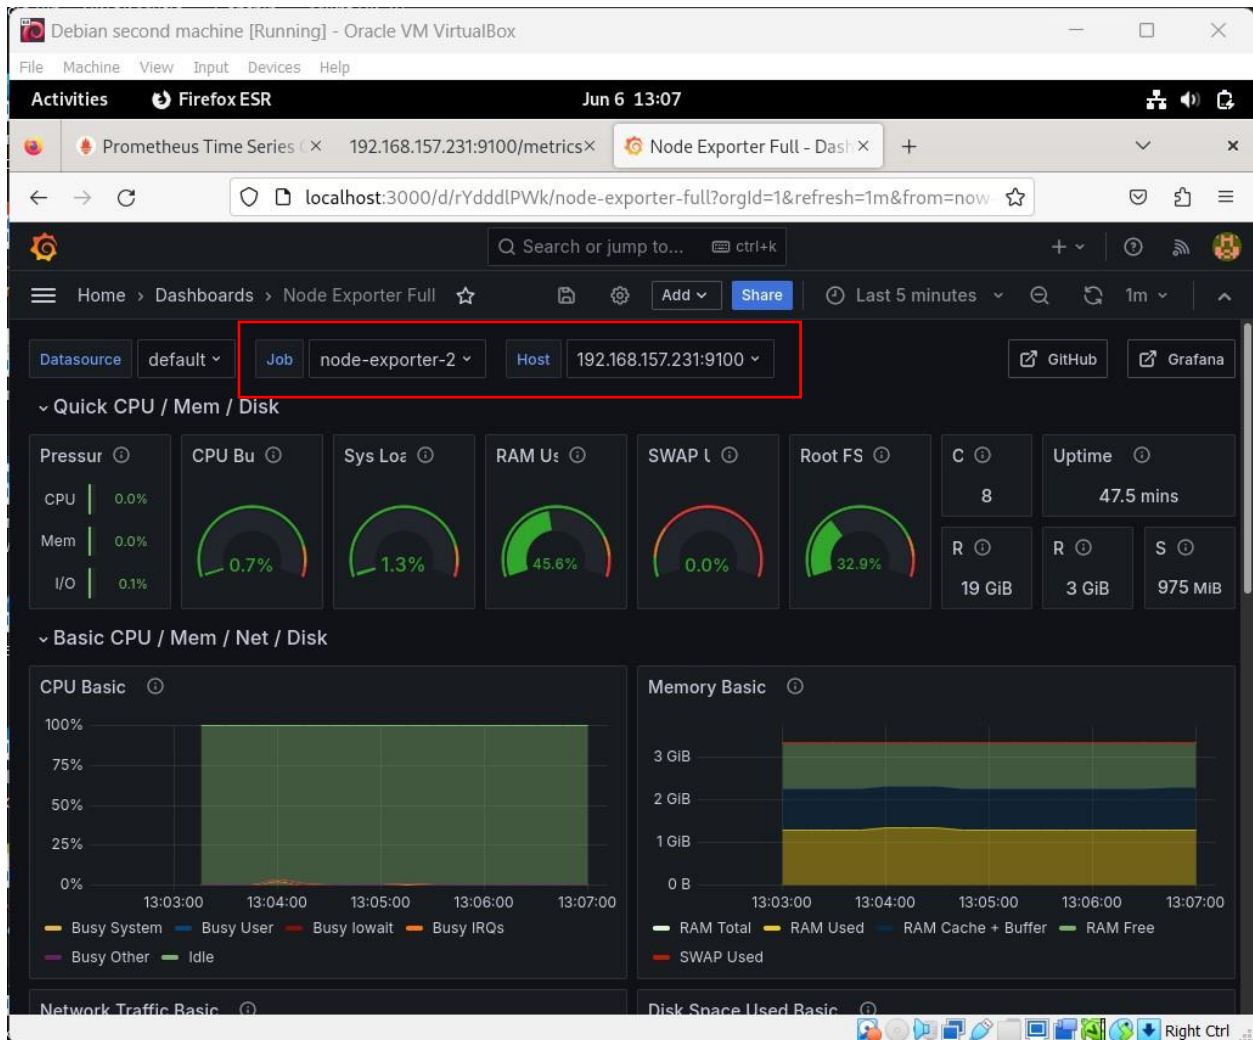 Debian second machine [Running] - Oracle VM VirtualBox
File Machine View Input Devices Help
Activities Firefox ESR Jun 6 13:07
Prometheus Time Series 192.168.157.231:9100/metrics Node Exporter Full - Dash
localhost:3000/d/rYdddlPWk/node-exporter-full?orgId=1&refresh=1m&from=now-
Search or jump to... ctrl+k
Home › Dashboards › Node Exporter Full Add Share Last 5 minutes 1m
Datasource default Job node-exporter-2 Host 192.168.157.231:9100 GitHub Grafana
Quick CPU / Mem / Disk
Pressur CPU Bu Sys Loa RAM Us SWAP U Root FS C Uptime
CPU 0.0% 8 47.5 mins
Mem 0.0% R R S
0.7% 1.3% 45.6% 0.0% 32.9%
I/O 0.1% 19 GiB 3 GiB 975 MiB
Basic CPU / Mem / Net / Disk
CPU Basic
100%
75%
50%
25%
0%
13:03:00 13:04:00 13:05:00 13:06:00 13:07:00
Busy System Busy User Busy Iowait Busy IRQs
Busy Other Idle
Memory Basic
3 GiB
2 GiB
1 GiB
0 B
13:03:00 13:04:00 13:05:00 13:06:00 13:07:00
RAM Total RAM Used RAM Cache + Buffer RAM Free
SWAP Used
Network Traffic Basic Disk Space Used Basic
Right Ctrl